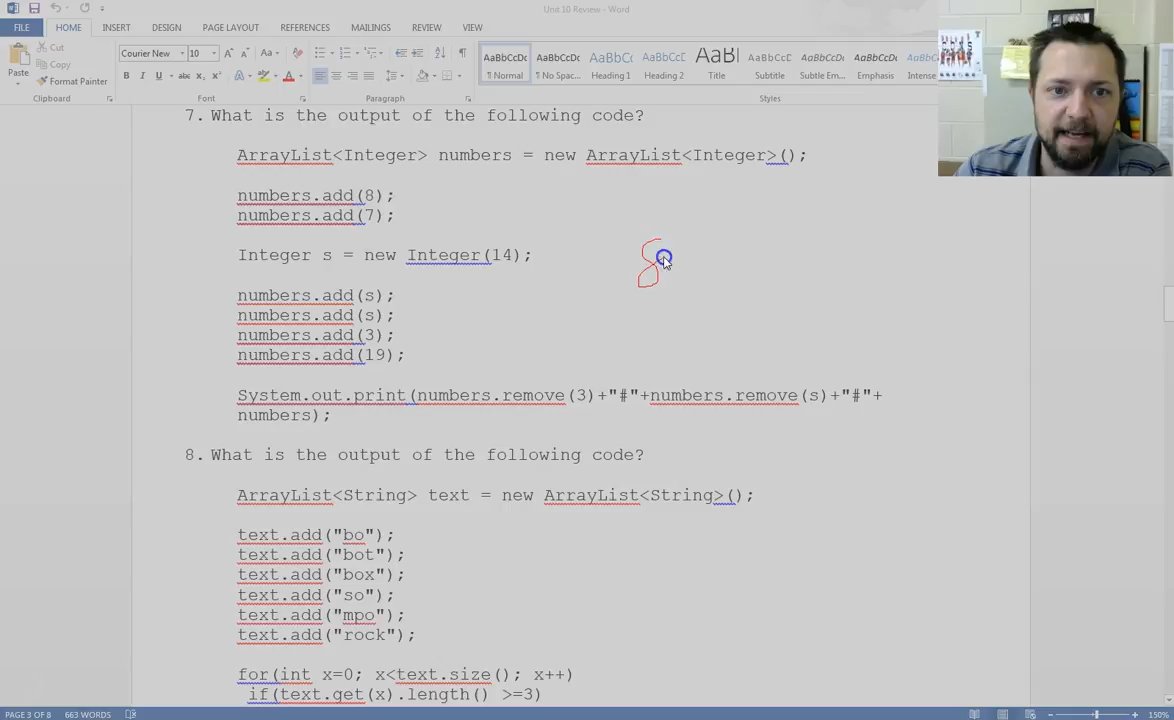 Unit 10 Review - Word
FILE HOME INSERT DESIGN PAGE LAYOUT REFERENCES MAILINGS REVIEW VIEW
Paste
Cut
Copy
Format Painter
Clipboard
Courier New 10
Font
Paragraph
AaBbCcDc AaBbCcDc AaBbCc AaBbCc AaBl AaBbCcD AaBbCcDc AaBbCcDc AaBbCcDc
¶ Normal ¶ No Spac... Heading 1 Heading 2 Title Subtitle Subtle Em... Emphasis Intense
Styles
7. What is the output of the following code?
ArrayList<Integer> numbers = new ArrayList<Integer>();
numbers.add(8);
numbers.add(7);
Integer s = new Integer(14);
8
numbers.add(s);
numbers.add(s);
numbers.add(3);
numbers.add(19);
System.out.print(numbers.remove(3)+"#"+numbers.remove(s)+"#"+
numbers);
8. What is the output of the following code?
ArrayList<String> text = new ArrayList<String>();
text.add("bo");
text.add("bot");
text.add("box");
text.add("so");
text.add("mpo");
text.add("rock");
for(int x=0; x<text.size(); x++)
if(text.get(x).length() >=3)
PAGE 3 OF 8 663 WORDS 150%